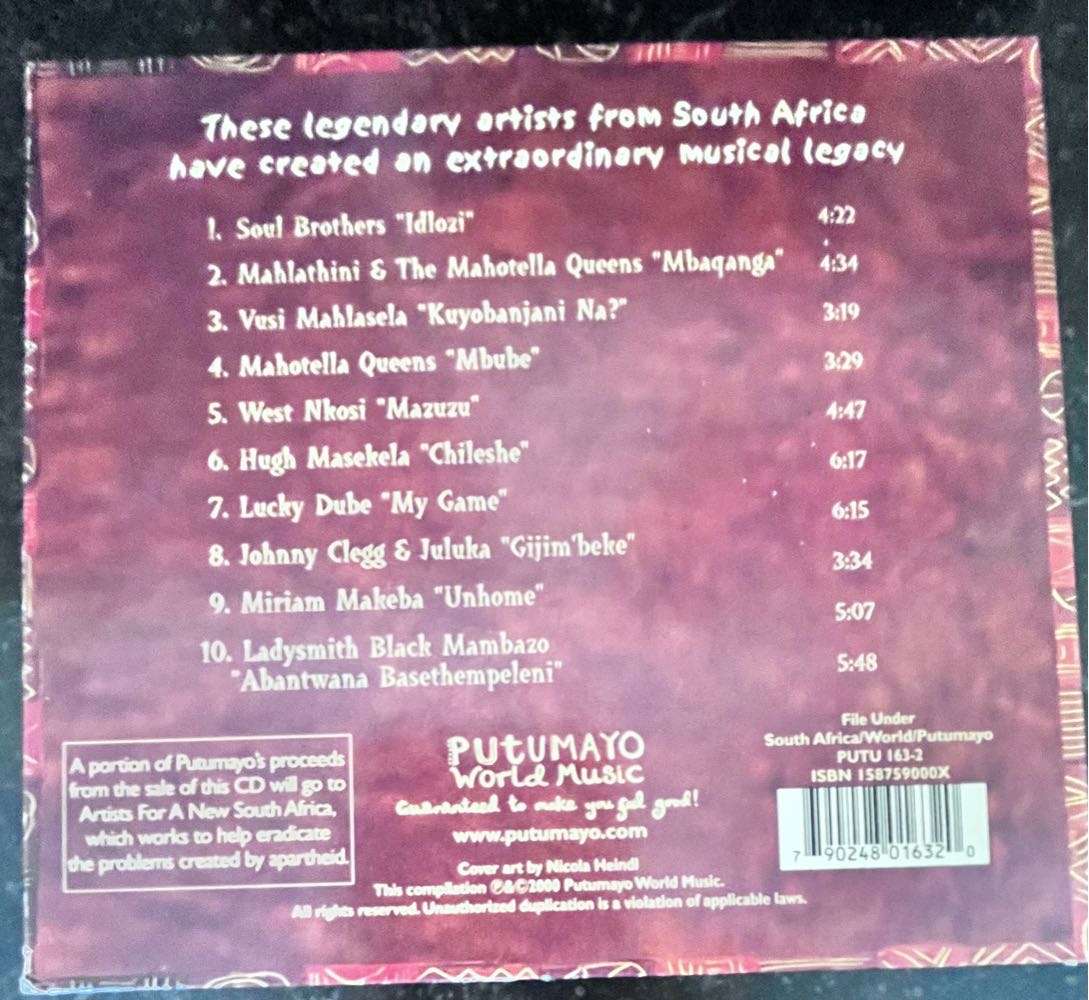 These legendary artists from South Africa
have created an extraordinary musical legacy
1. Soul Brothers "Idlozi" 4:22
2. Mahlathini & The Mahotella Queens "Mbaqanga" 4:34
3. Vusi Mahlasela "Kuyobanjani Na?" 3:19
4. Mahotella Queens "Mbube" 3:29
5. West Nkosi "Mazuzu" 4:47
6. Hugh Masekela "Chileshe" 6:17
7. Lucky Dube "My Game" 6:15
8. Johnny Clegg & Juluka "Gijim'beke" 3:34
9. Miriam Makeba "Unhome" 5:07
10. Ladysmith Black Mambazo
"Abantwana Basethempeleni" 5:48
A portion of Putumayo's proceeds
from the sale of this CD will go to
Artists For A New South Africa,
which works to help eradicate
the problems created by apartheid.
PUTUMAYO
World Music
Guaranteed to make you feel good!
www.putumayo.com
Cover art by Nicola Heindl
This compilation ℗&©2000 Putumayo World Music.
All rights reserved. Unauthorized duplication is a violation of applicable laws.
File Under
South Africa/World/Putumayo
PUTU 163-2
ISBN 158759000X
7 90248 01632 0